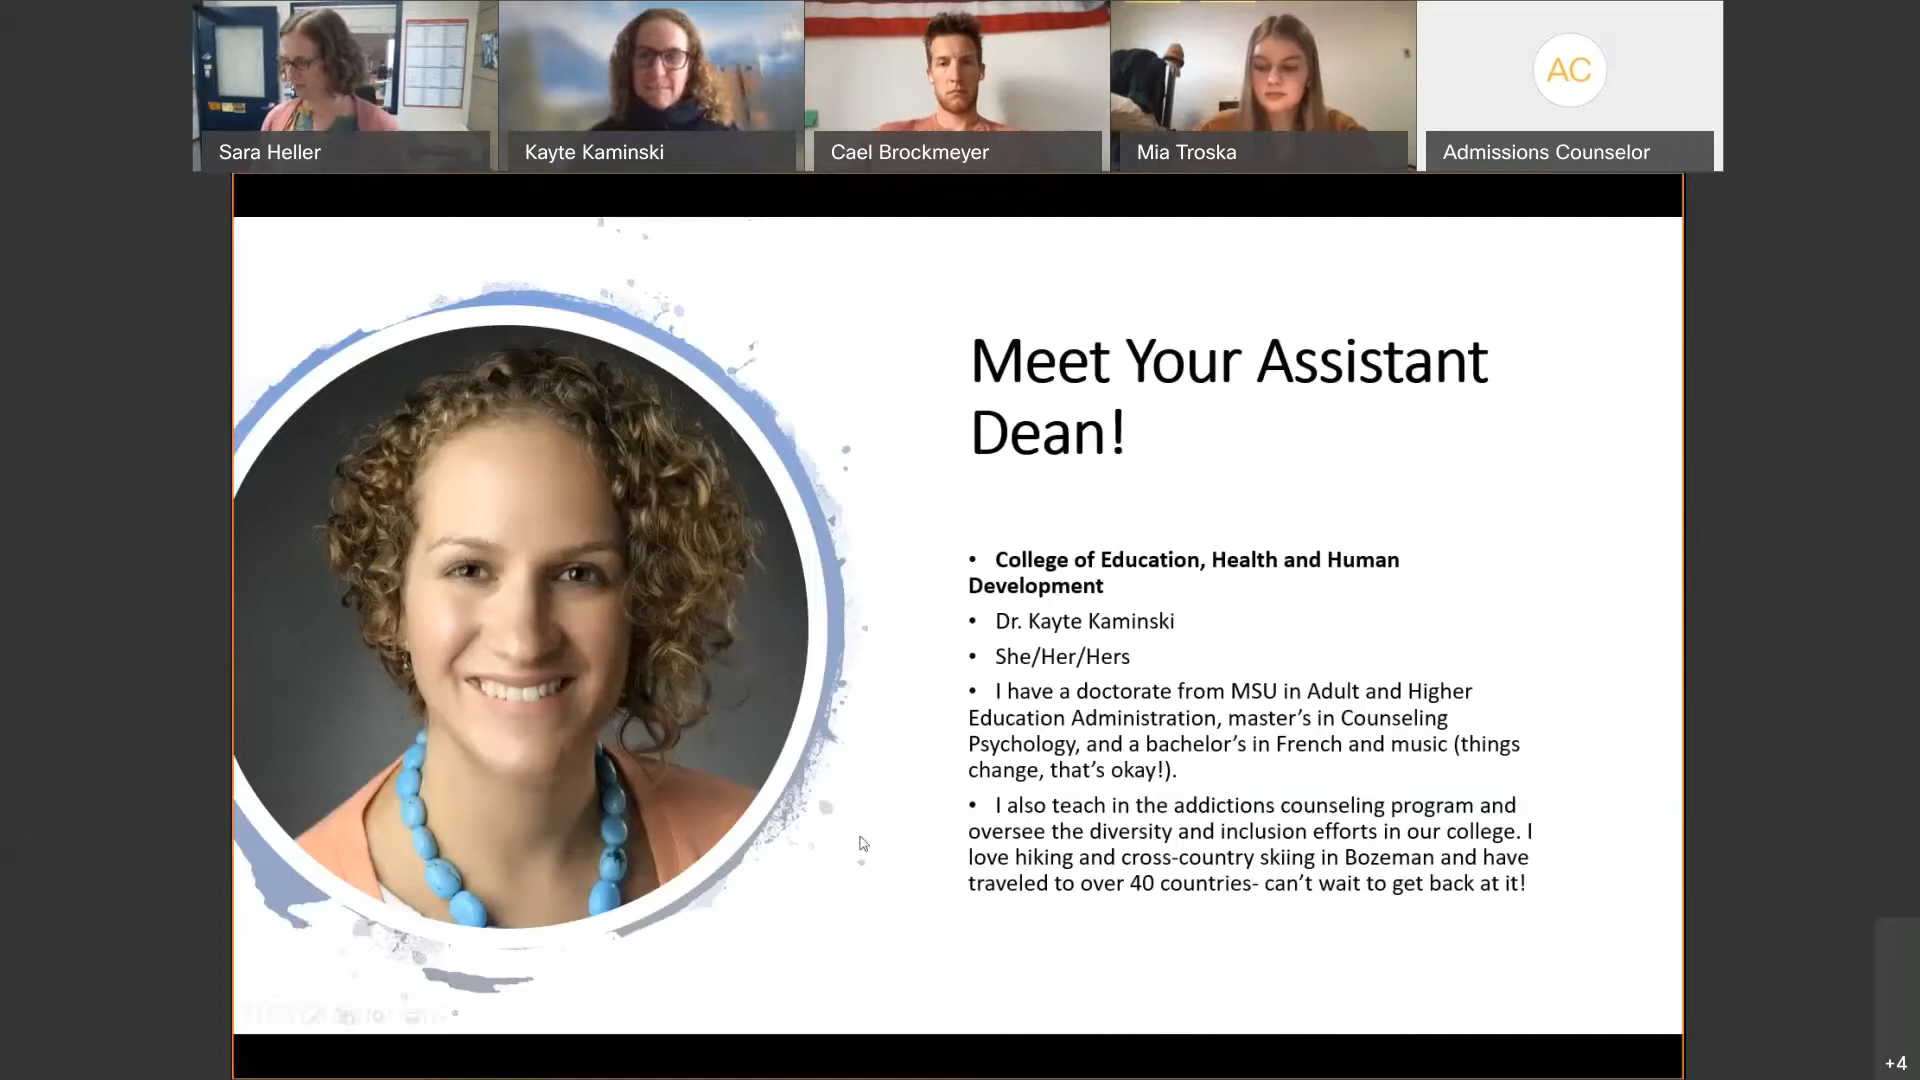 Sara Heller
Kayte Kaminski
Cael Brockmeyer
Mia Troska
AC
Admissions Counselor
Meet Your Assistant
Dean!
• College of Education, Health and Human
Development
• Dr. Kayte Kaminski
• She/Her/Hers
• I have a doctorate from MSU in Adult and Higher
Education Administration, master’s in Counseling
Psychology, and a bachelor’s in French and music (things
change, that’s okay!).
• I also teach in the addictions counseling program and
oversee the diversity and inclusion efforts in our college. I
love hiking and cross-country skiing in Bozeman and have
traveled to over 40 countries- can’t wait to get back at it!
+4